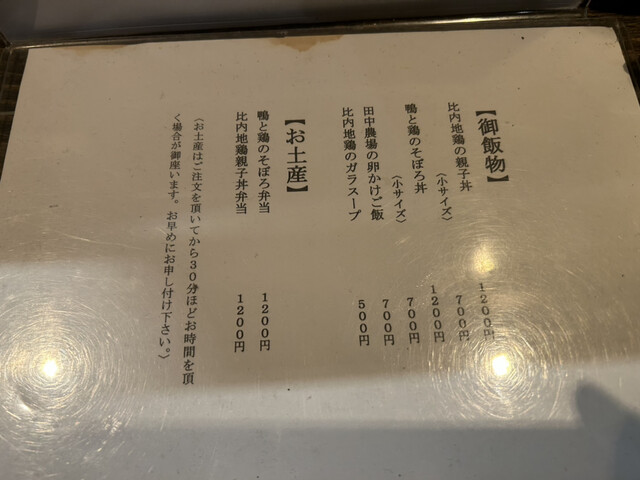 【御飯物】
比内地鶏の親子丼 1200円
(小サイズ) 700円
鴨と鶏のそぼろ丼 1200円
(小サイズ) 700円
田中農場の卵かけご飯 700円
比内地鶏のガラスープ 500円
【お土産】
鴨と鶏のそぼろ弁当 1200円
比内地鶏親子丼弁当 1200円
(お土産はご注文を頂いてから30分ほどお時間を頂
く場合が御座います。お早めにお申し付け下さい。)